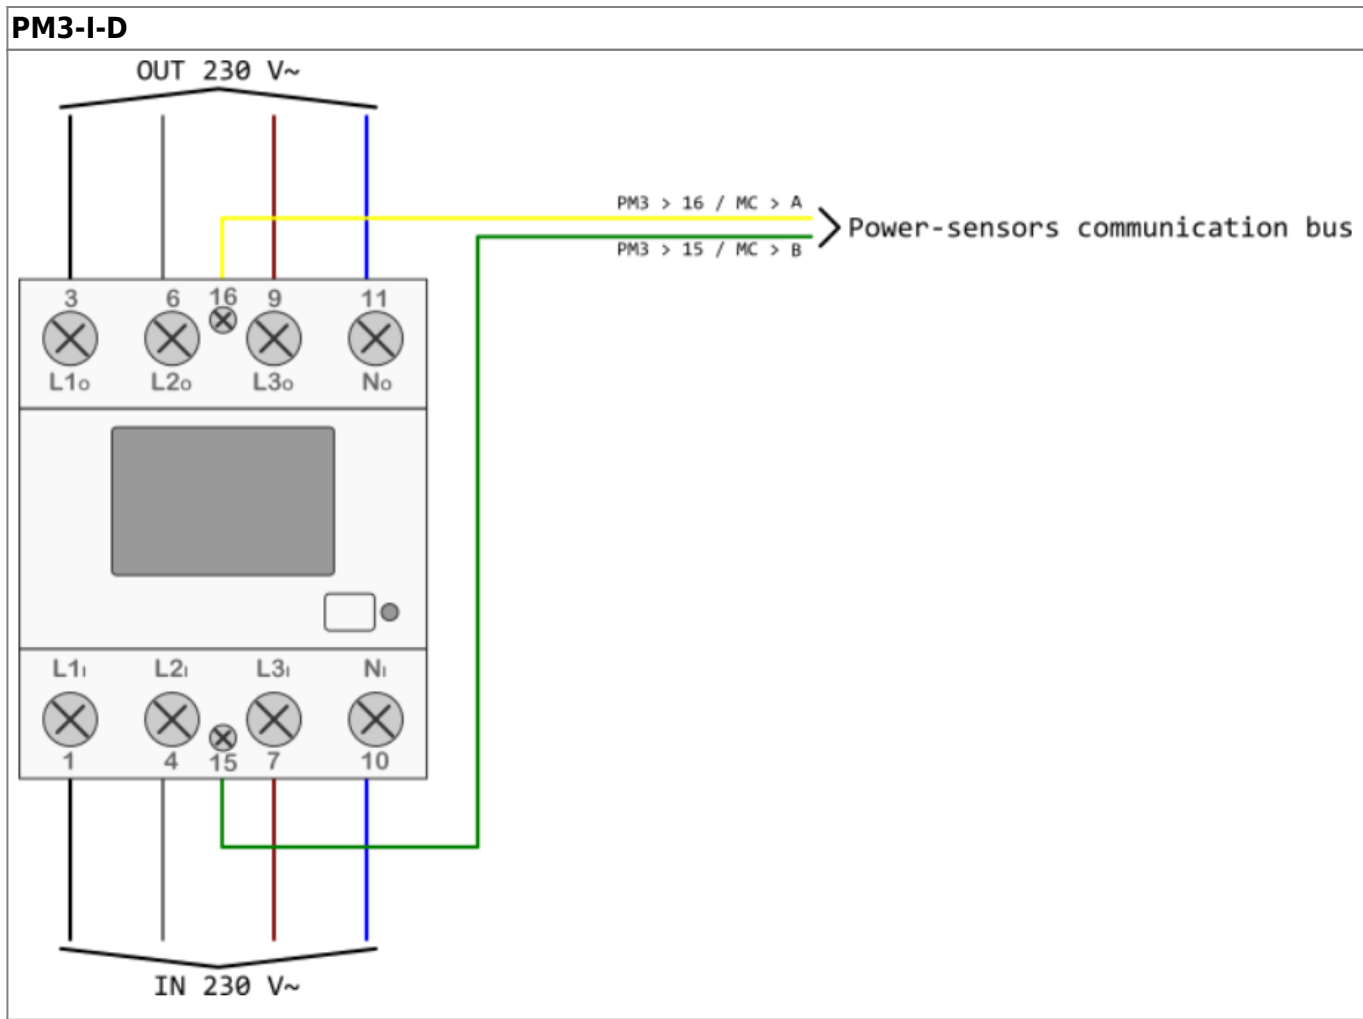 PM3-I-D
OUT 230 V~
PM3 > 16 / MC > A
Power-sensors communication bus
PM3 > 15 / MC > B
3 6 16 9 11
L1o L2o L3o No
L1I L2I L3I NI
1 4 15 7 10
IN 230 V~